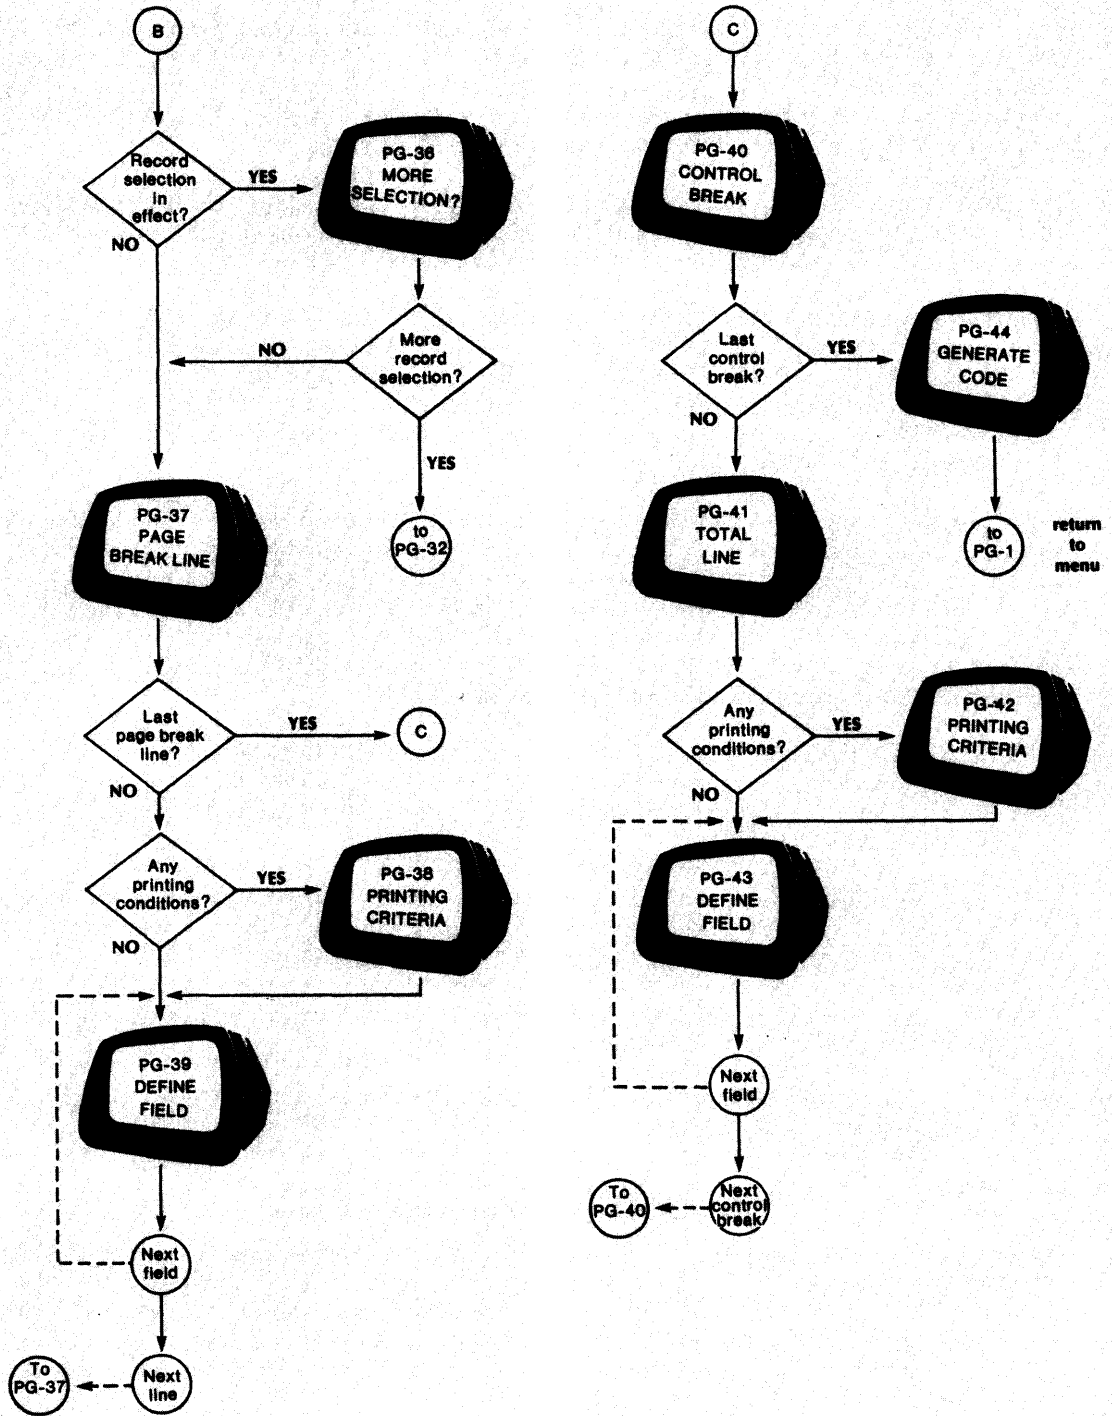 B
Record
selection
in
effect?
YES
NO
PG-36
MORE
SELECTION?
More
record
selection?
NO
YES
to
PG-32
PG-37
PAGE
BREAK LINE
Last
page break
line?
YES
C
NO
Any
printing
conditions?
YES
NO
PG-38
PRINTING
CRITERIA
PG-39
DEFINE
FIELD
Next
field
Next
line
To
PG-37
C
PG-40
CONTROL
BREAK
Last
control
break?
YES
NO
PG-44
GENERATE
CODE
to
PG-1
return
to
menu
PG-41
TOTAL
LINE
Any
printing
conditions?
YES
NO
PG-42
PRINTING
CRITERIA
PG-43
DEFINE
FIELD
Next
field
Next
control
break
To
PG-40